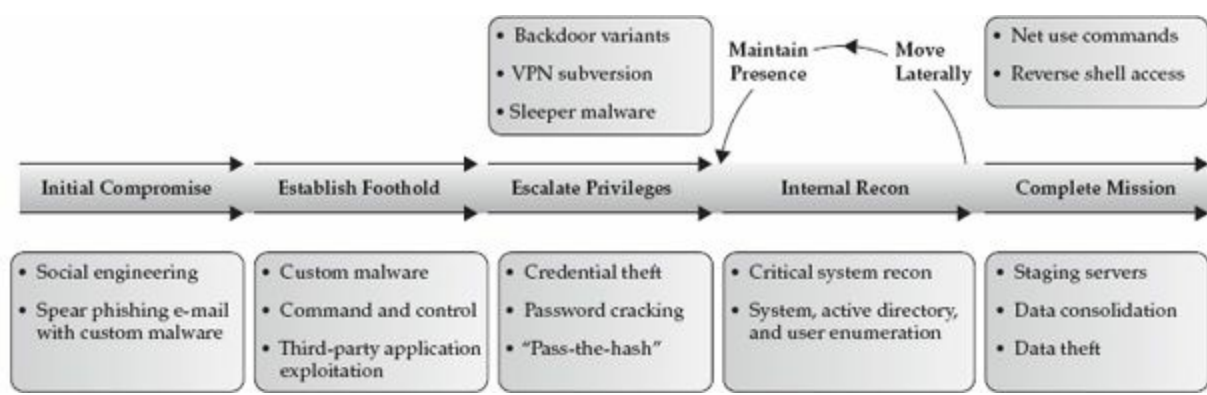 • Backdoor variants
• VPN subversion
• Sleeper malware
Maintain
Presence
Move
Laterally
• Net use commands
• Reverse shell access
Initial Compromise
Establish Foothold
Escalate Privileges
Internal Recon
Complete Mission
• Social engineering
• Spear phishing e-mail
with custom malware
• Custom malware
• Command and control
• Third-party application
exploitation
• Credential theft
• Password cracking
• “Pass-the-hash”
• Critical system recon
• System, active directory,
and user enumeration
• Staging servers
• Data consolidation
• Data theft